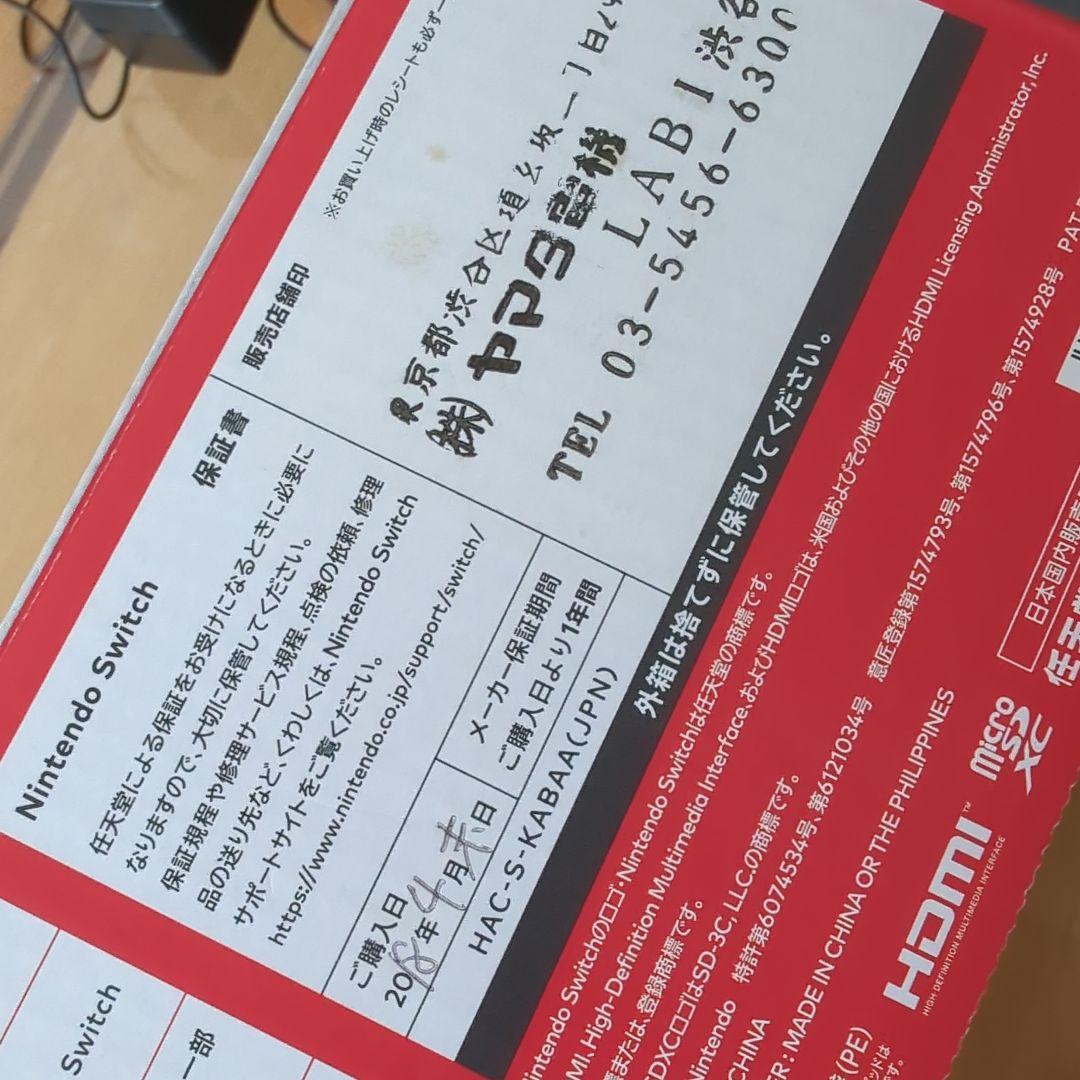 Nintendo Switch
保証書
任天堂による保証をお受けになるときに必要に
なりますので、大切に保管してください。
保証規程や修理サービス規程、点検の依頼、修理
品の送り先など、くわしくは、Nintendo Switch
サポートサイトをご覧ください。
https://www.nintendo.co.jp/support/switch/
ご購入日
2018年4月末日
メーカー保証期間
ご購入日より1年間
HAC-S-KABAA(JPN)
販売店舗印
※お買い上げ時のレシートも必ず
東京都渋谷区道玄坂一丁目
㈱ヤマダ電機
LABI渋谷
TEL 03-5456-6300
外箱は捨てずに保管してください。
Nintendo Switchのロゴ・Nintendo Switchは任天堂の商標です。
High-Definition Multimedia Interface、およびHDMIロゴは、米国およびその他の国におけるHDMI Licensing Administrator, Inc.
商標または、登録商標です。
SDXCロゴはSD-3C, LLC.の商標です。
Nintendo 特許第6074534号、第6121034号 意匠登録第1574793号、第1574796号、第1574928号 PAT
CHINA
MADE IN CHINA OR THE PHILIPPINES
HDMI™
HIGH DEFINITION MULTIMEDIA INTERFACE
micro
SD
XC
日本国内販売
任天
(PE)
Switch
一部